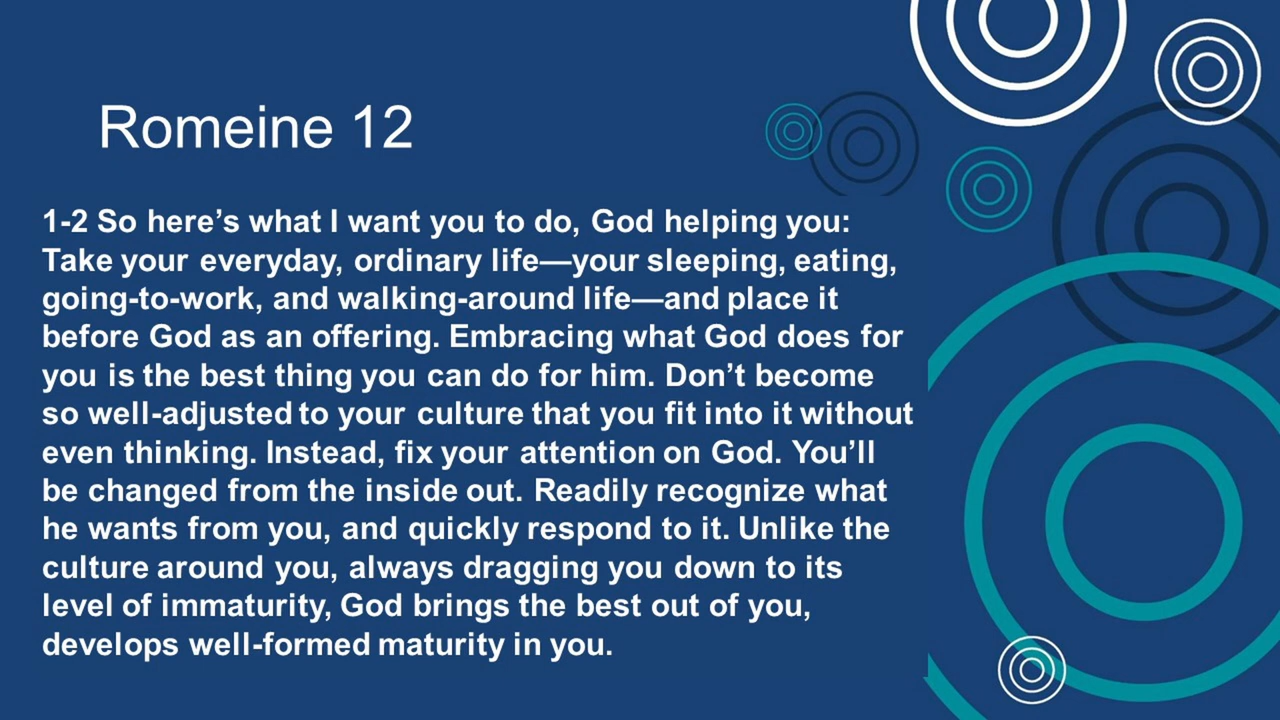 Romeine 12
1-2 So here’s what I want you to do, God helping you:
Take your everyday, ordinary life—your sleeping, eating,
going-to-work, and walking-around life—and place it
before God as an offering. Embracing what God does for
you is the best thing you can do for him. Don’t become
so well-adjusted to your culture that you fit into it without
even thinking. Instead, fix your attention on God. You’ll
be changed from the inside out. Readily recognize what
he wants from you, and quickly respond to it. Unlike the
culture around you, always dragging you down to its
level of immaturity, God brings the best out of you,
develops well-formed maturity in you.